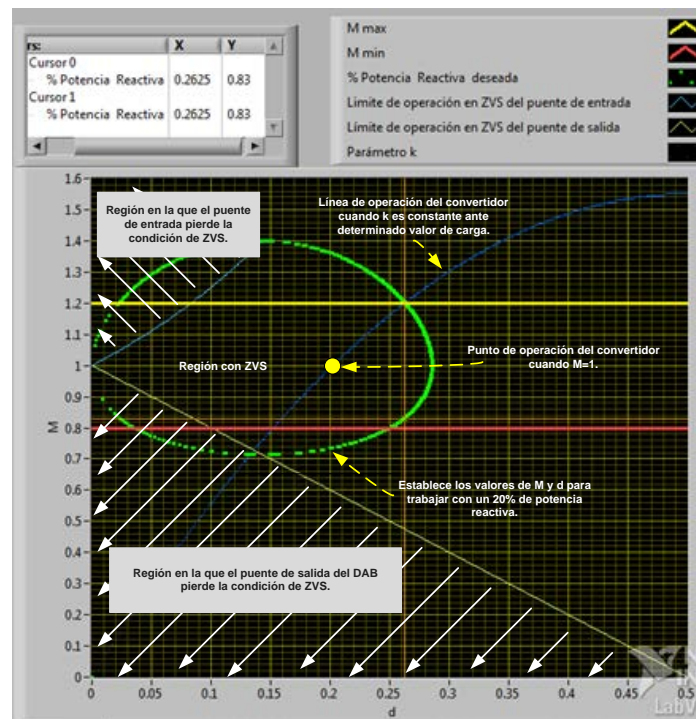 rs: X Y
Cursor 0
% Potencia Reactiva 0.2625 0.83
Cursor 1
% Potencia Reactiva 0.2625 0.83
M max
M min
% Potencia Reactiva deseada
Limite de operación en ZVS del puente de entrada
Límite de operación en ZVS del puente de salida
Parámetro k
1.6
1.5
1.4
1.3
1.2
1.1
1
0.9
0.8
0.7
0.6
0.5
0.4
0.3
0.2
0.1
0
M
Región en la que el puente
de entrada pierde la
condición de ZVS.
Línea de operación del convertidor
cuando k es constante ante
determinado valor de carga.
Región con ZVS
Punto de operación del convertidor
cuando M=1.
Establece los valores de M y d para
trabajar con un 20% de potencia
reactiva.
Región en la que el puente de salida del DAB
pierde la condición de ZVS.
0 0.05 0.1 0.15 0.2 0.25 0.3 0.35 0.4 0.45 0.5
d